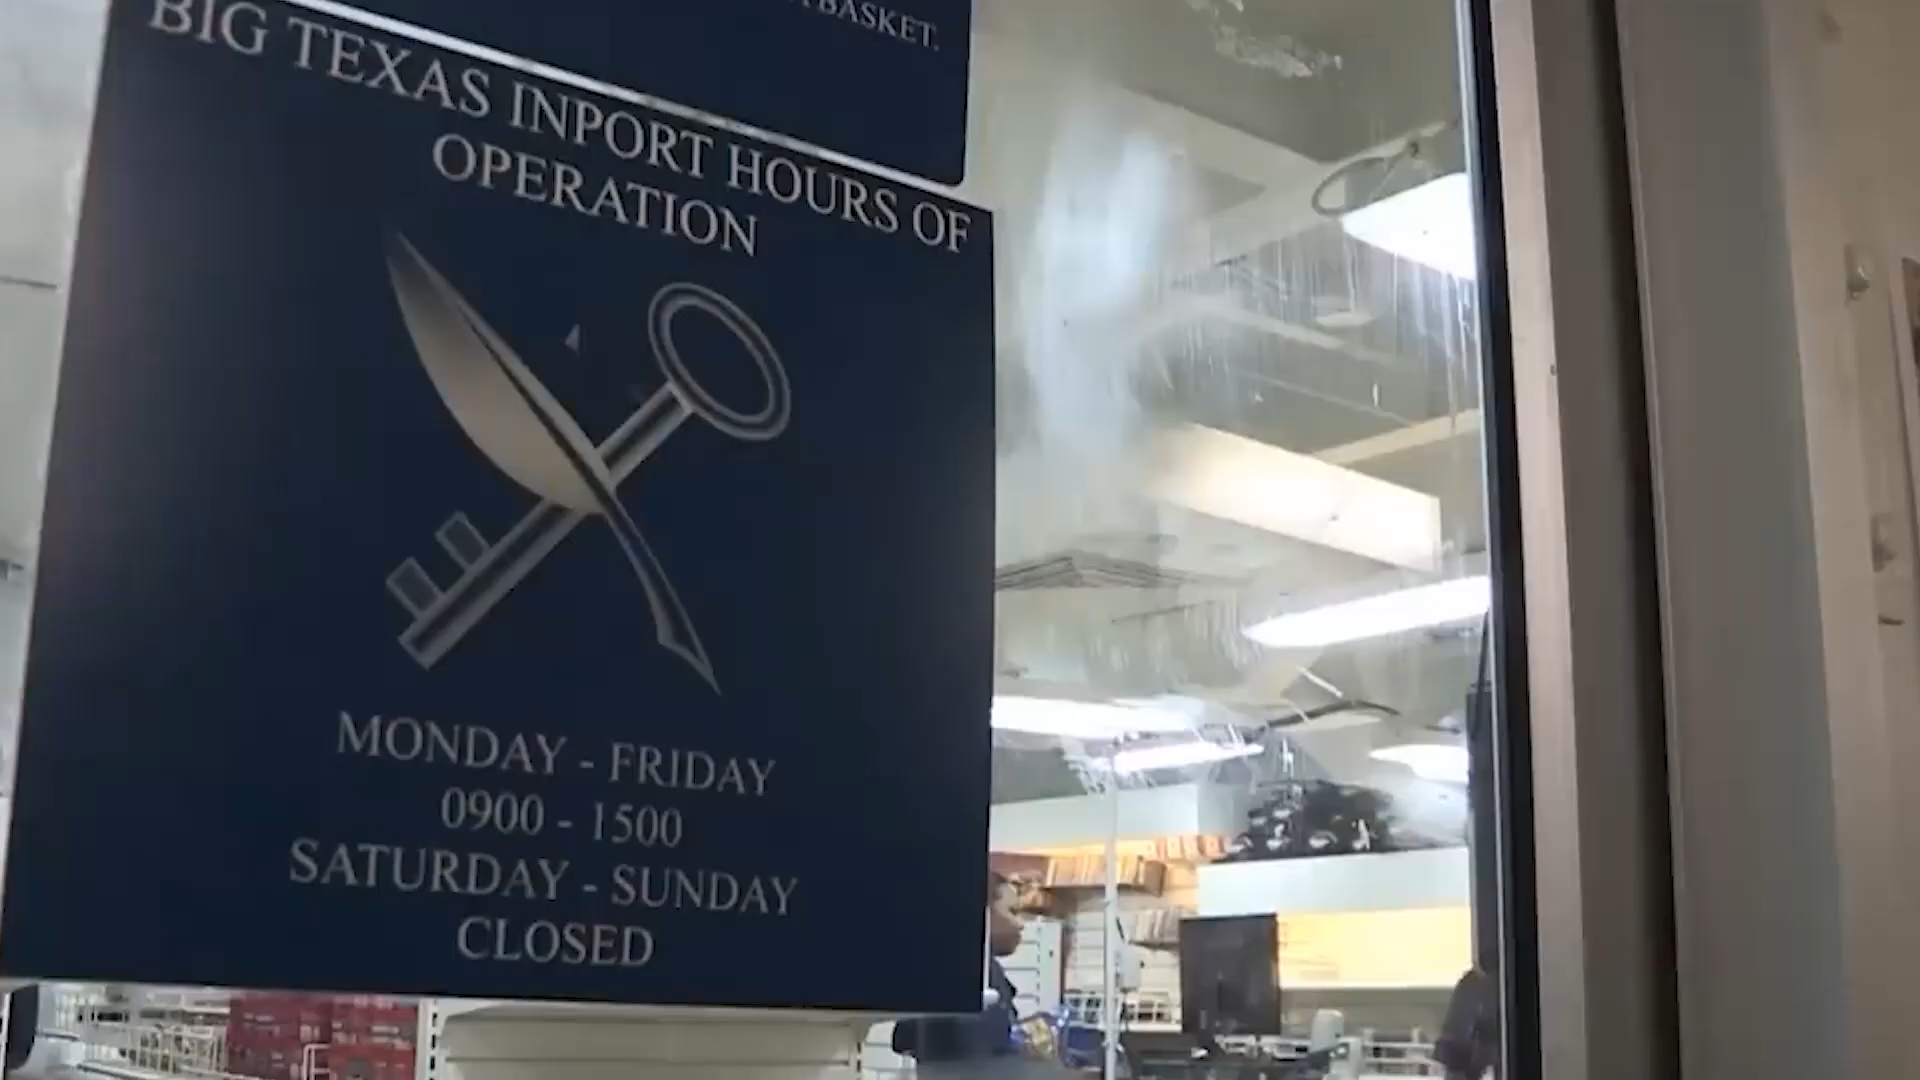 BASKET.
BIG TEXAS INPORT HOURS OF
OPERATION
MONDAY - FRIDAY
0900 - 1500
SATURDAY - SUNDAY
CLOSED